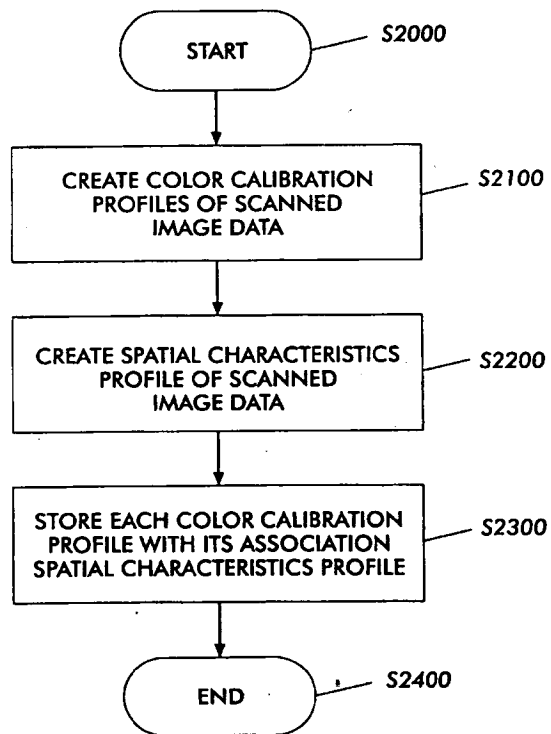 START
S2000
CREATE COLOR CALIBRATION
PROFILES OF SCANNED
IMAGE DATA
S2100
CREATE SPATIAL CHARACTERISTICS
PROFILE OF SCANNED
IMAGE DATA
S2200
STORE EACH COLOR CALIBRATION
PROFILE WITH ITS ASSOCIATION
SPATIAL CHARACTERISTICS PROFILE
S2300
END
S2400